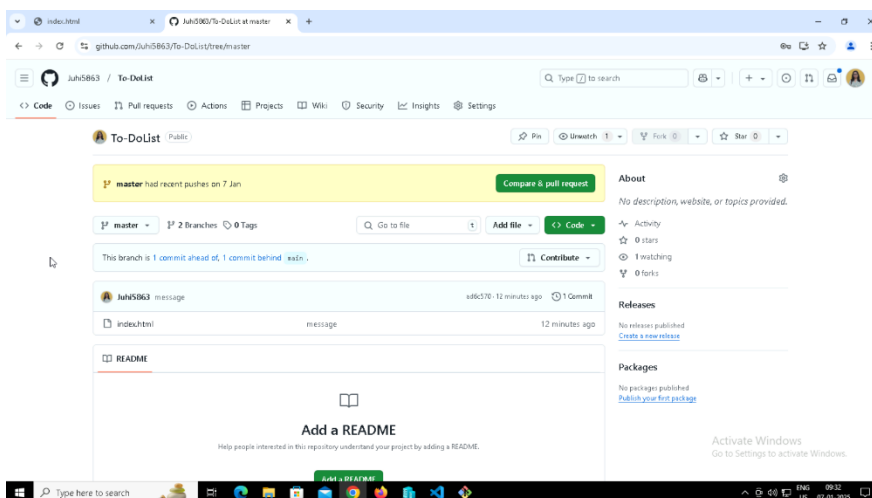 index.html
Juhi5863/To-DoList at master
github.com/Juhi5863/To-DoList/tree/master
Juhi5863 / To-DoList
Type / to search
Code Issues Pull requests Actions Projects Wiki Security Insights Settings
To-DoList Public
Pin Unwatch 1 Fork 0 Star 0
master had recent pushes on 7 Jan
Compare & pull request
master 2 Branches 0 Tags
Go to file t
Add file
Code
This branch is 1 commit ahead of, 1 commit behind main .
Contribute
Juhi5863 message
ad6c570 · 12 minutes ago 1 Commit
index.html message 12 minutes ago
README
Add a README
Help people interested in this repository understand your project by adding a README.
Add a README
About
No description, website, or topics provided.
Activity
0 stars
1 watching
0 forks
Releases
No releases published
Create a new release
Packages
No packages published
Publish your first package
Activate Windows
Go to Settings to activate Windows.
Type here to search
ENG
US
09:32
07-01-2025